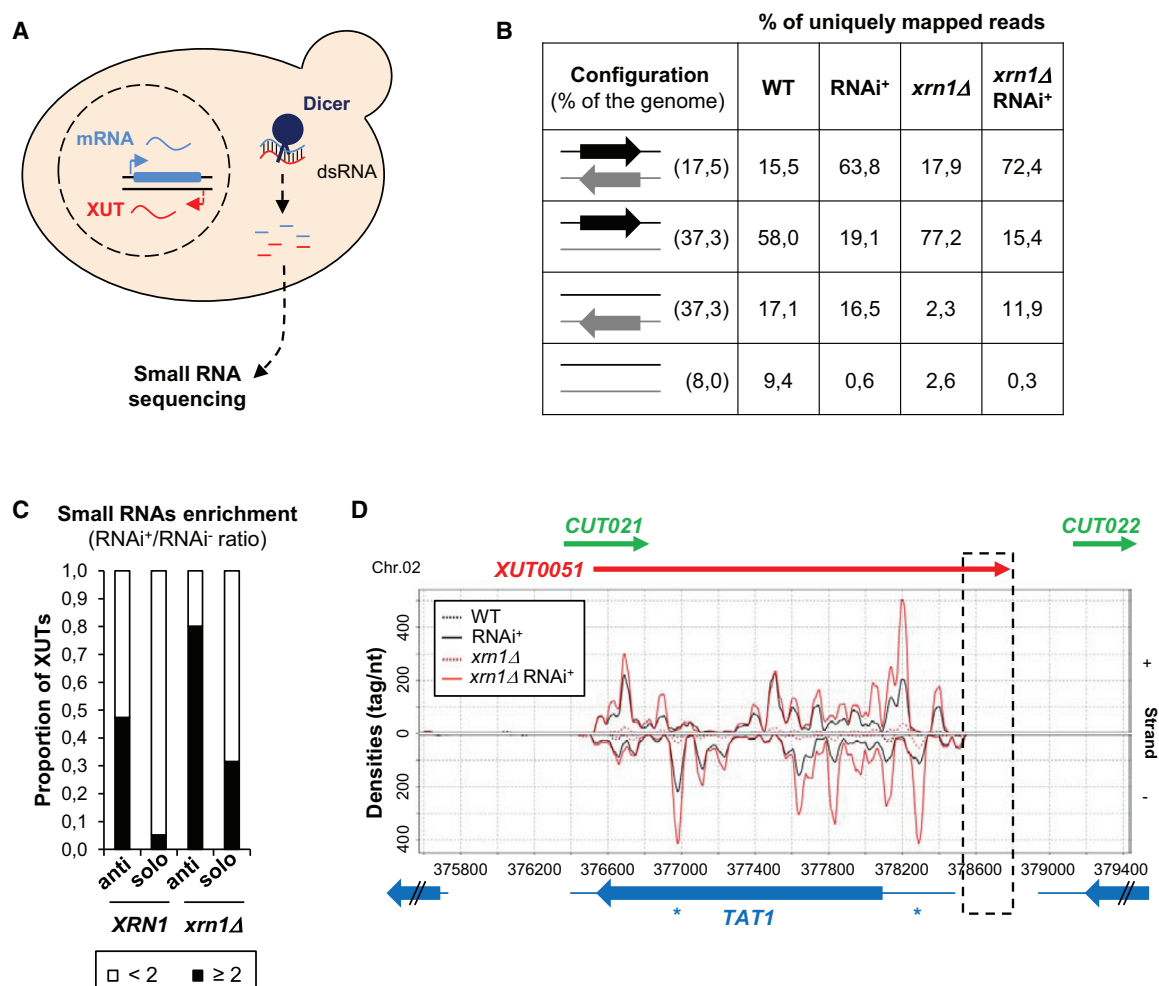 A
mRNA
XUT
Dicer
dsRNA
Small RNA
sequencing
B
% of uniquely mapped reads
Configuration
(% of the genome)
WT
RNAi⁺
xrn1Δ
xrn1Δ
RNAi⁺
(17,5) 15,5 63,8 17,9 72,4
(37,3) 58,0 19,1 77,2 15,4
(37,3) 17,1 16,5 2,3 11,9
(8,0) 9,4 0,6 2,6 0,3
C
Small RNAs enrichment
(RNAi⁺/RNAi⁻ ratio)
Proportion of XUTs
1,0
0,9
0,8
0,7
0,6
0,5
0,4
0,3
0,2
0,1
0,0
anti solo anti solo
XRN1 xrn1Δ
< 2 ≥ 2
D
CUT021
CUT022
Chr.02
XUT0051
WT
RNAi⁺
xrn1Δ
xrn1Δ RNAi⁺
Densities (tag/nt)
400
200
0
200
400
+
Strand
-
375800 376200 376600 377000 377400 377800 378200 378600 379000 379400
// * TAT1 * //